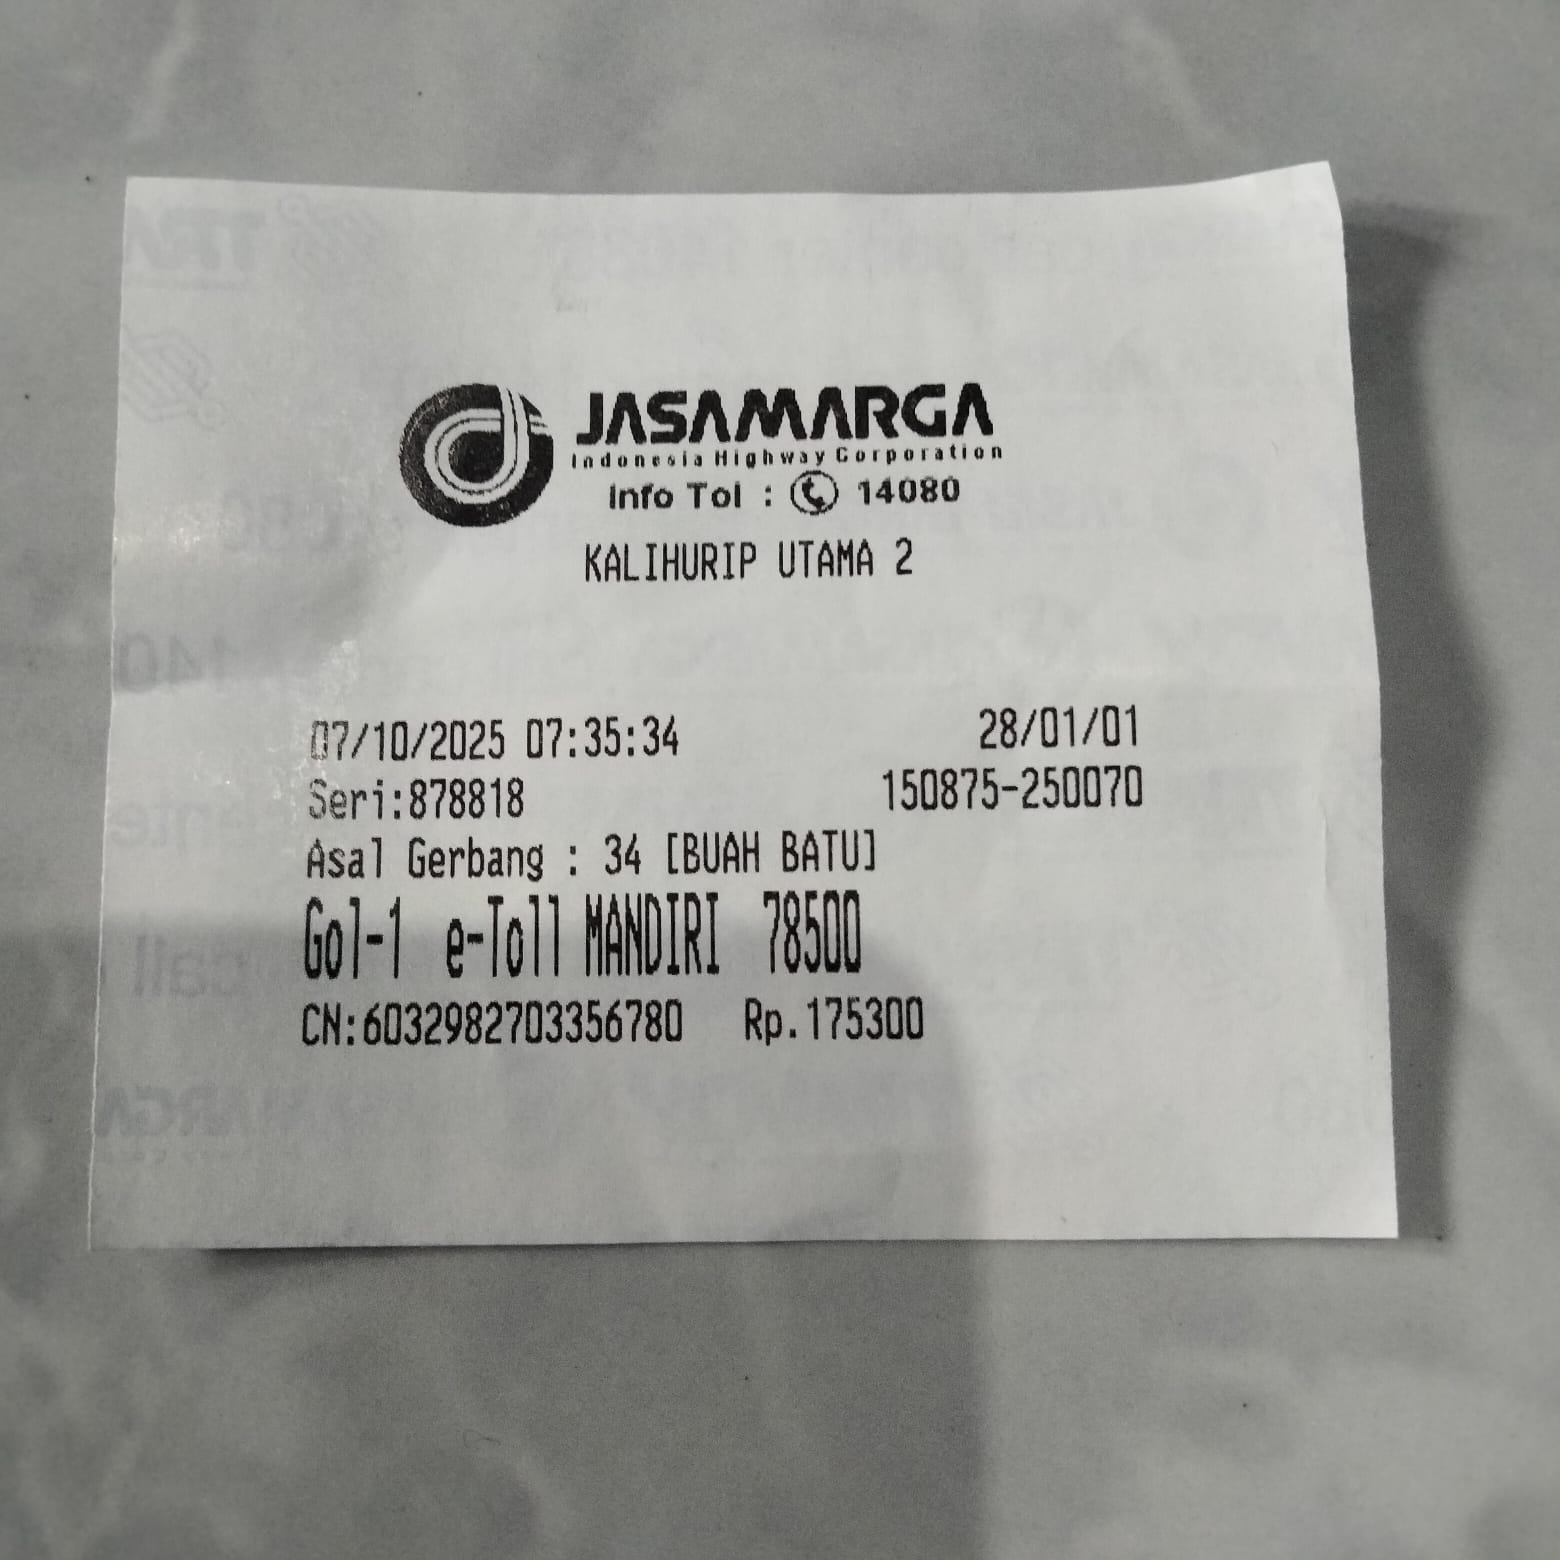 JASAMARGA
Indonesia Highway Corporation
Info Tol : 14080
KALIHURIP UTAMA 2
07/10/2025 07:35:34 28/01/01
Seri:878818 150875-250070
Asal Gerbang : 34 [BUAH BATU]
Gol-1 e-Toll MANDIRI 78500
CN:6032982703356780 Rp.175300